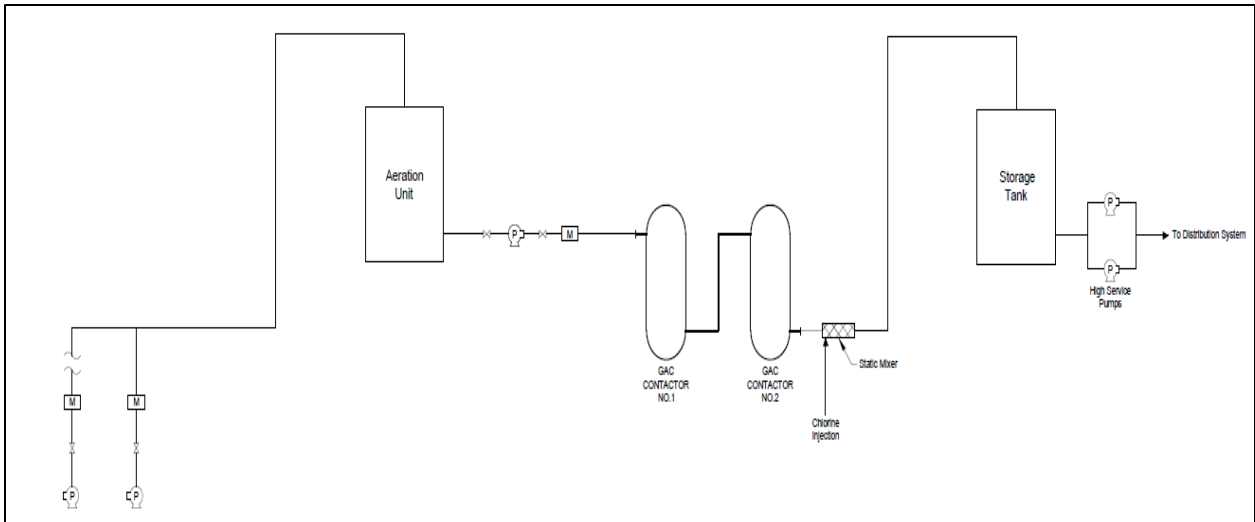 Aeration
Unit
P
M
Storage
Tank
P
To Distribution System
P
High Service
Pumps
GAC
CONTACTOR
NO.1
GAC
CONTACTOR
NO.2
Static Mixer
Chlorine
Injection
M
M
P
P